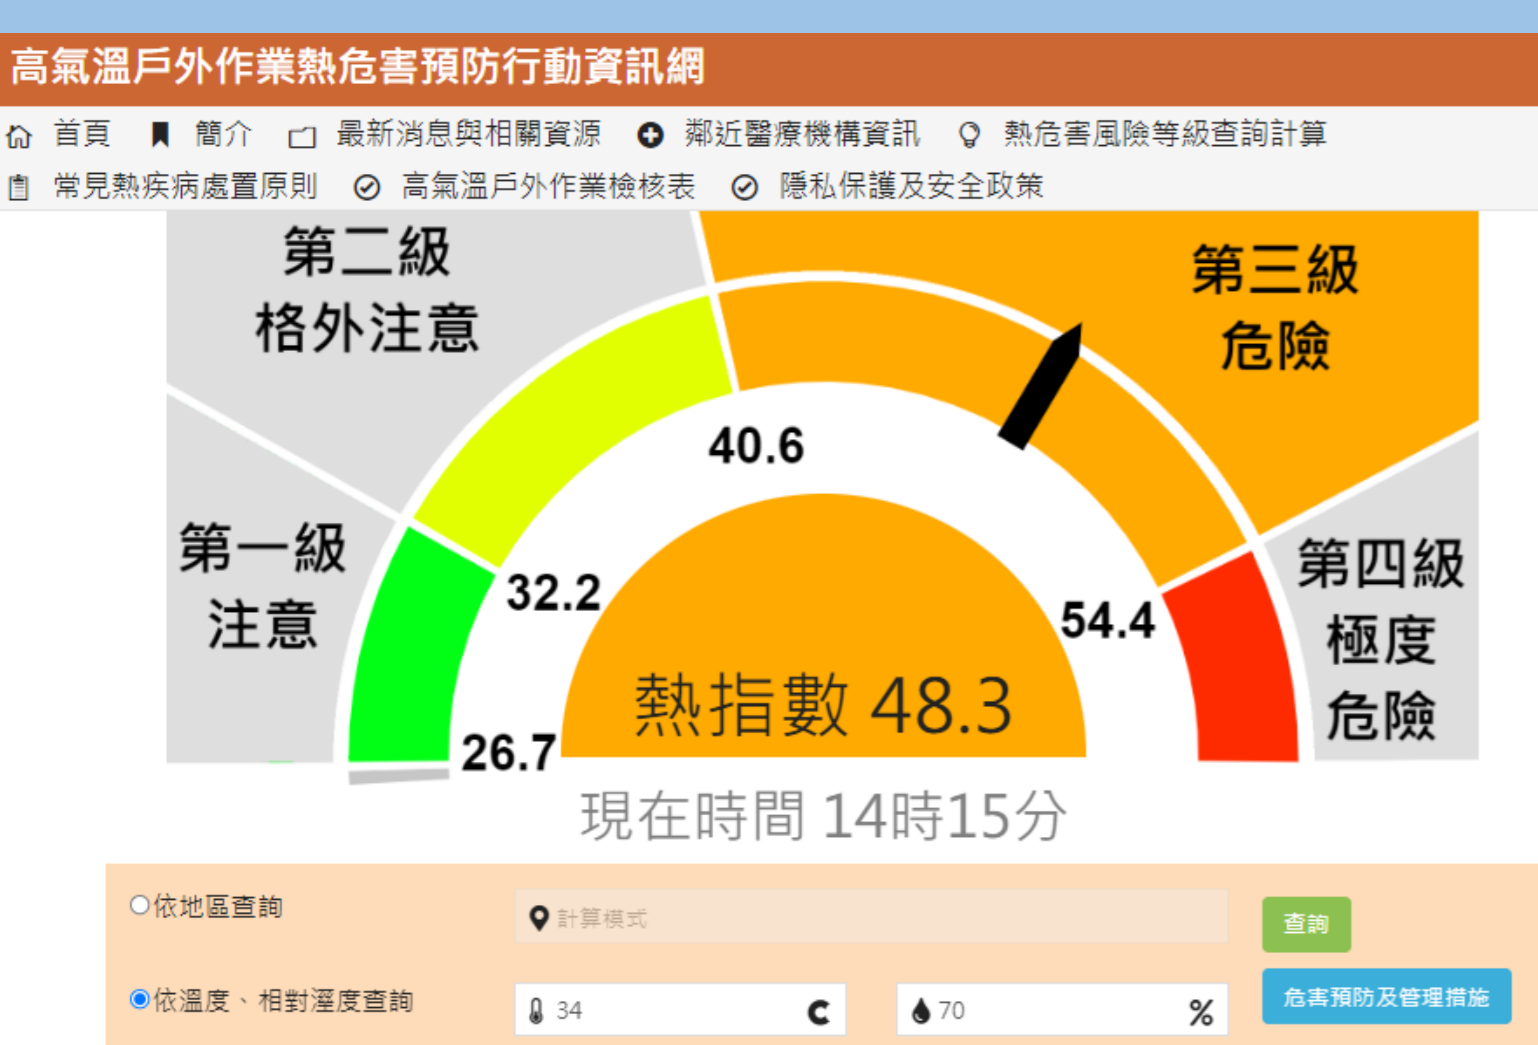 高氣溫戶外作業熱危害預防行動資訊網
首頁 簡介 最新消息與相關資源 鄰近醫療機構資訊 熱危害風險等級查詢計算
常見熱疾病處置原則 高氣溫戶外作業檢核表 隱私保護及安全政策
第二級
格外注意
第三級
危險
40.6
第一級
注意
32.2
54.4
第四級
極度
危險
熱指數 48.3
26.7
現在時間 14時15分
依地區查詢 計算模式 查詢
依溫度、相對溼度查詢 34 C 70 % 危害預防及管理措施